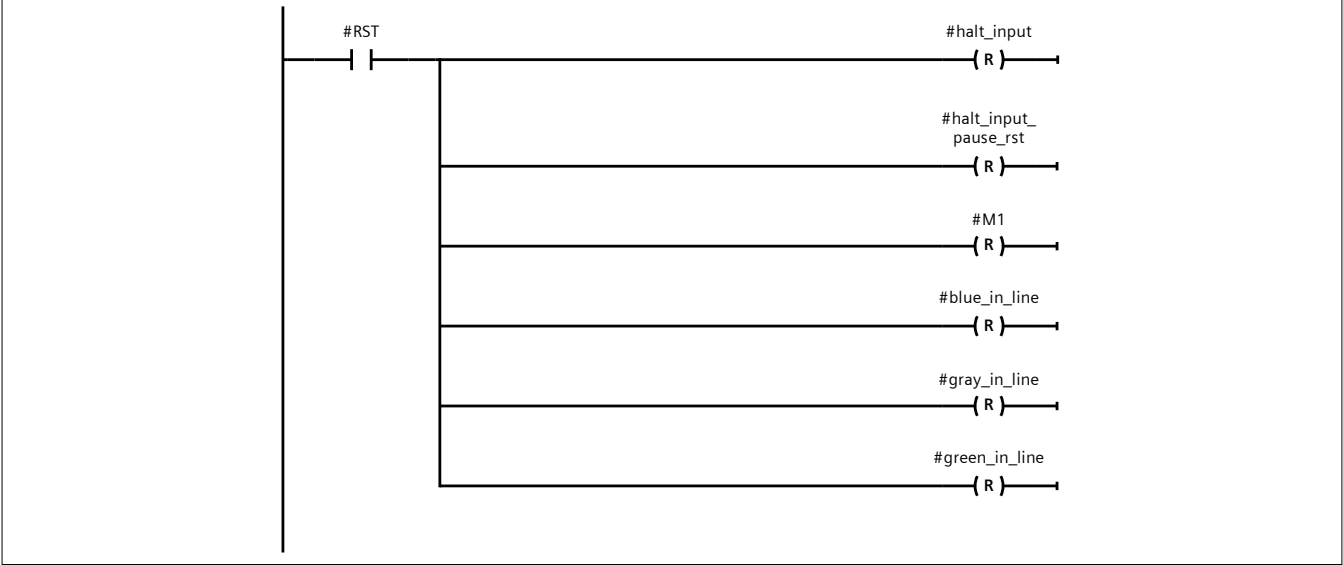 #RST
#halt_input
R
#halt_input_
pause_rst
R
#M1
R
#blue_in_line
R
#gray_in_line
R
#green_in_line
R